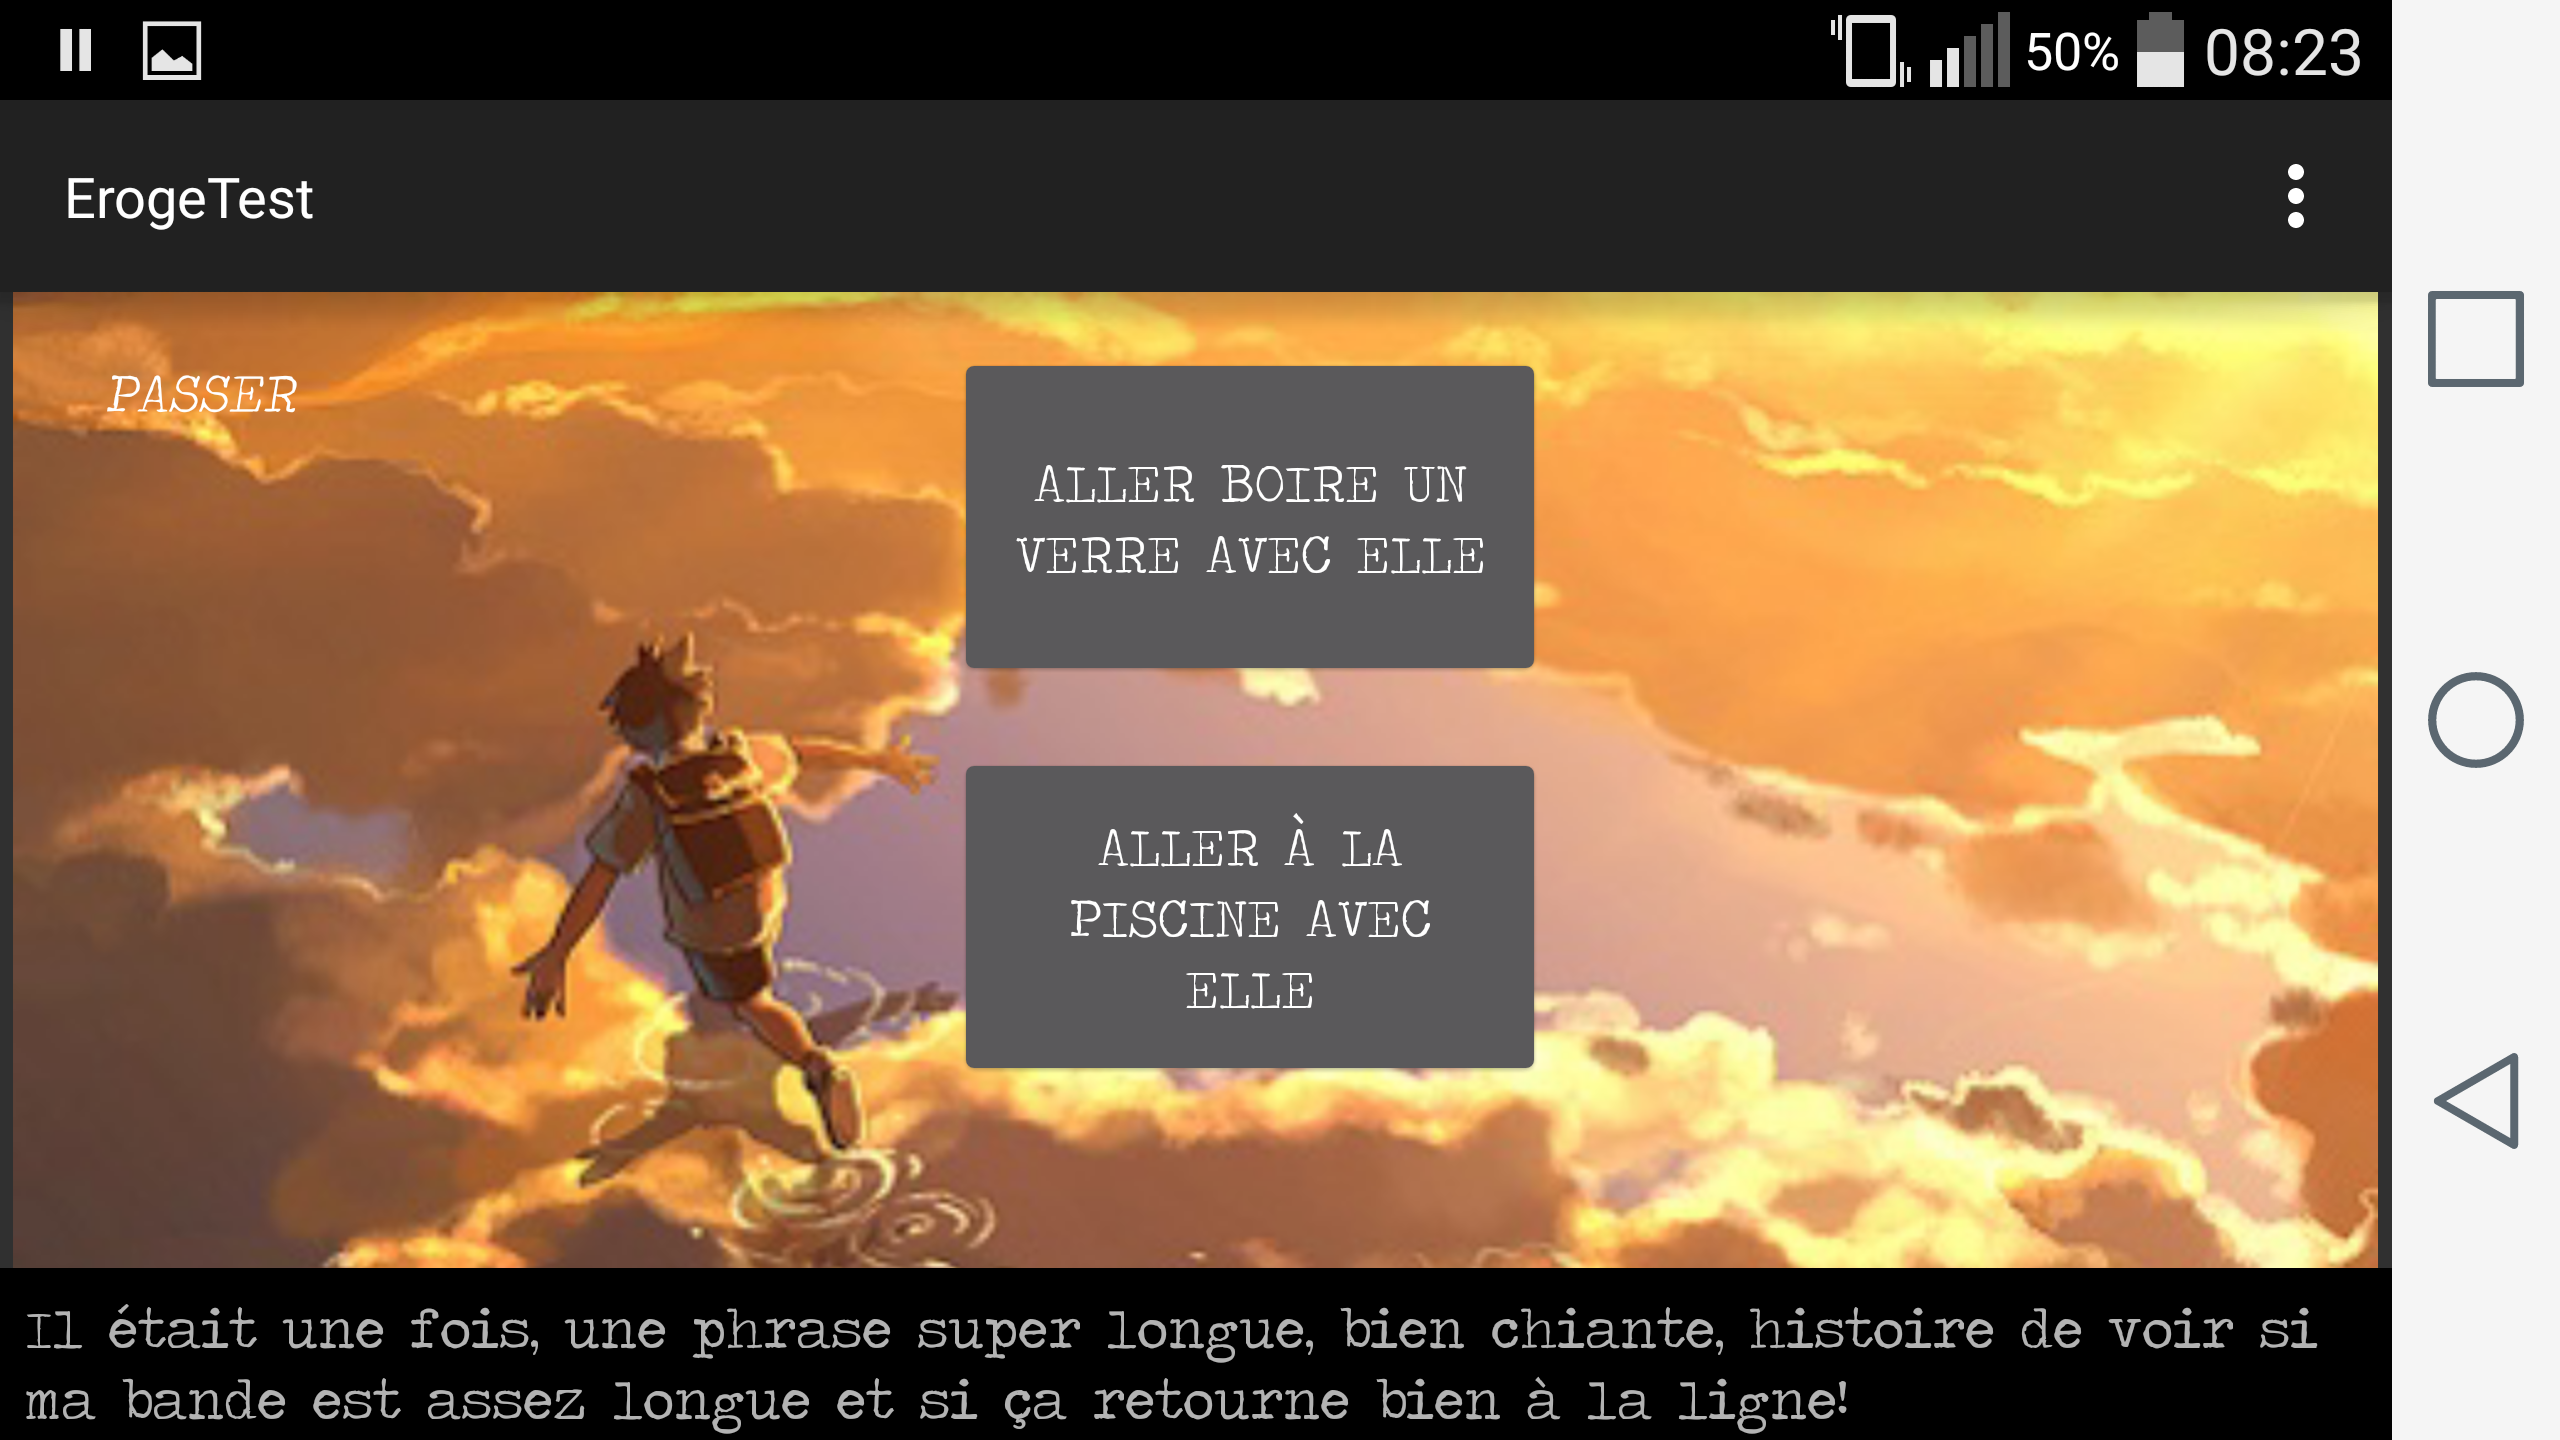 50% 08:23
ErogeTest
PASSER
ALLER BOIRE UN
VERRE AVEC ELLE
ALLER À LA
PISCINE AVEC
ELLE
Il était une fois, une phrase super longue, bien chiante, histoire de voir si
ma bande est assez longue et si ça retourne bien à la ligne!